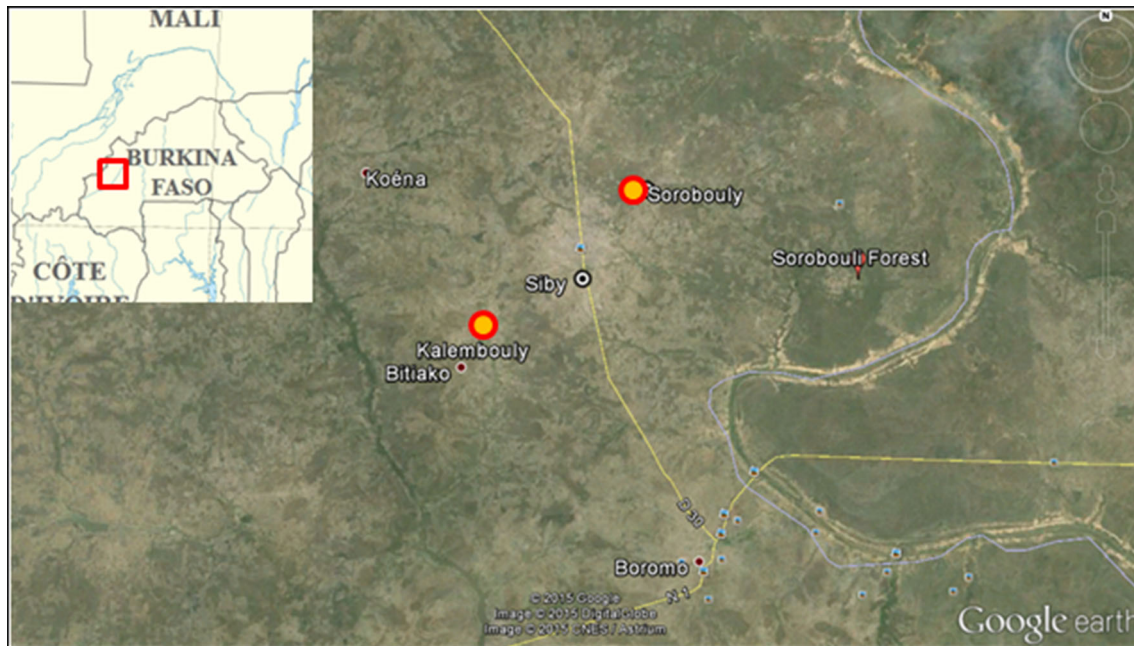 MALI
BURKINA
FASO
CÔTE
D'IVOIRE
N
Koéna
Sorobouly
Sorobouli Forest
Siby
Kalembouly
Bitiako
D 30
Boromo
N 1
© 2015 Google
Image © 2015 DigitalGlobe
Image © 2015 CNES / Astrium
Google earth